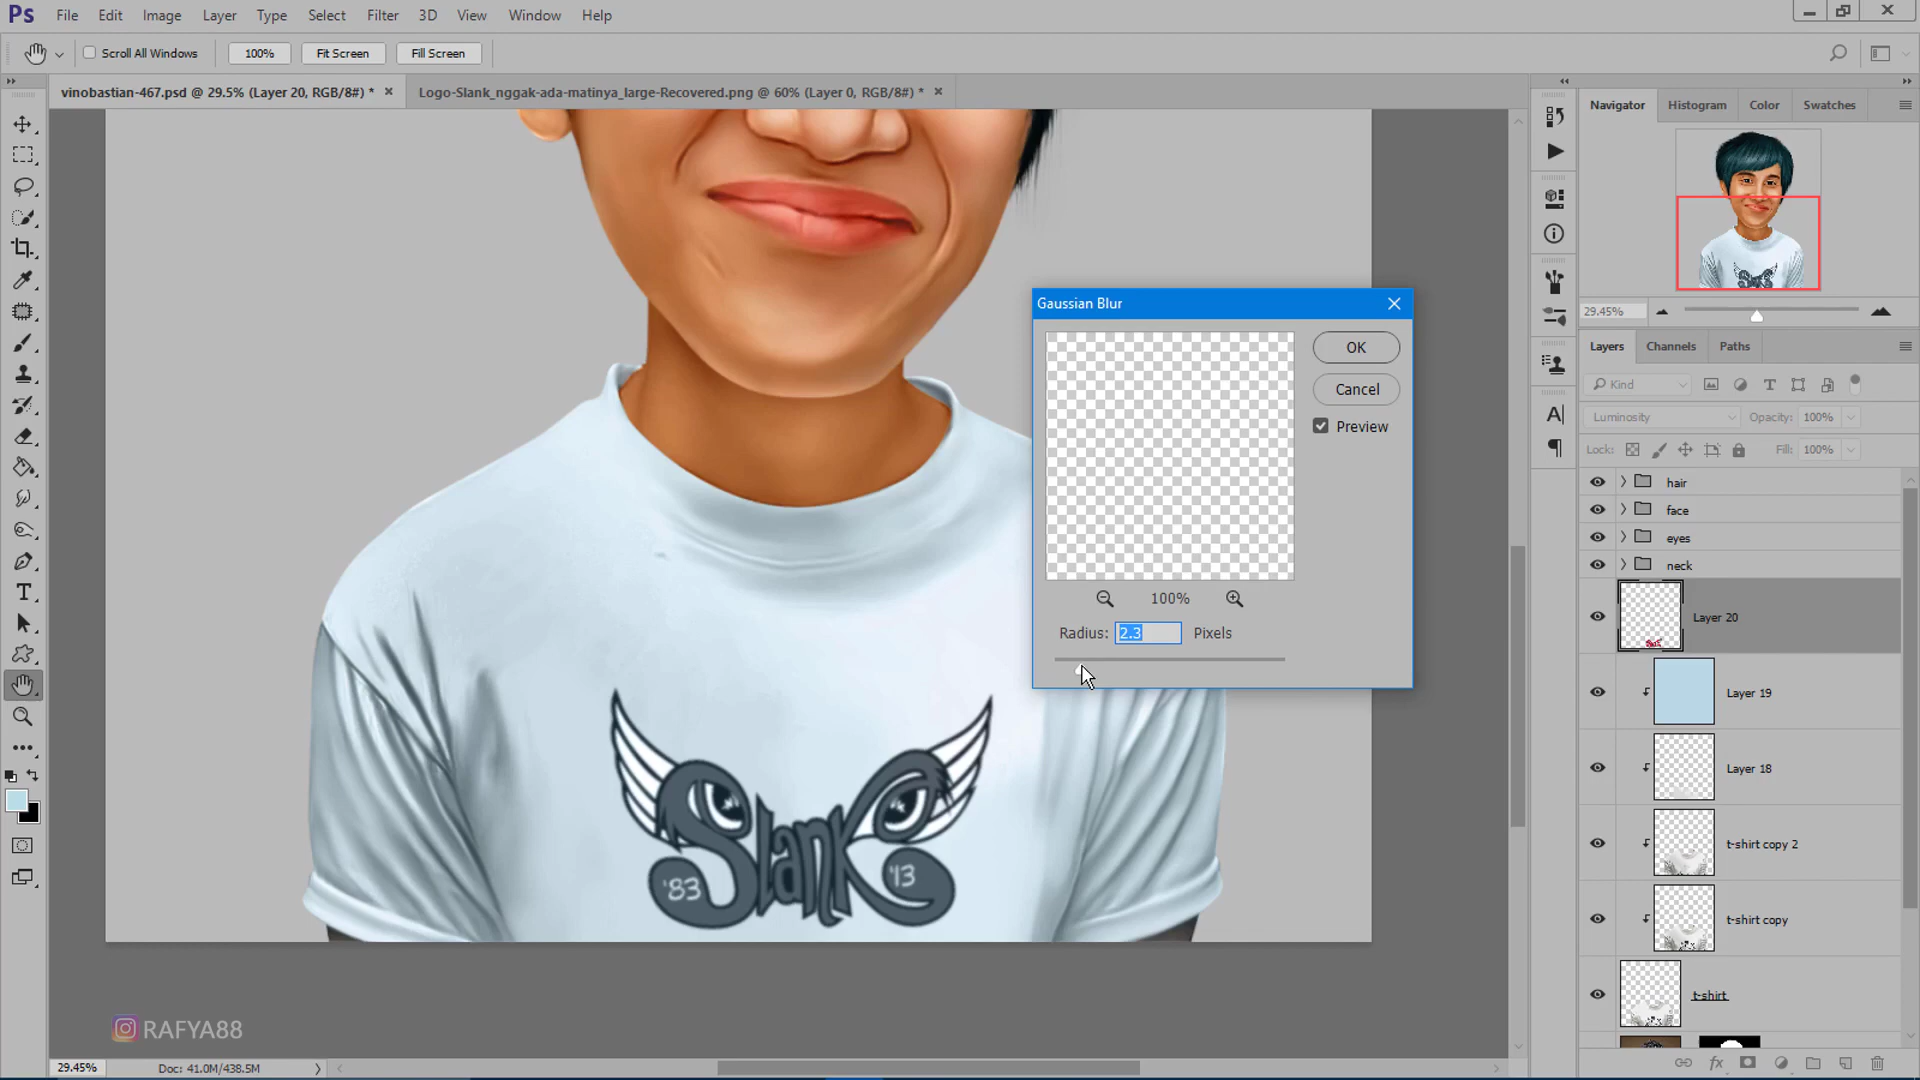 Ps File Edit Image Layer Type Select Filter 3D View Window Help
Scroll All Windows 100% Fit Screen Fill Screen
vinobastian-467.psd @ 29.5% (Layer 20, RGB/8#) * Logo-Slank_nggak-ada-matinya_large-Recovered.png @ 60% (Layer 0, RGB/8#) *
Navigator Histogram Color Swatches
29.45%
Layers Channels Paths
Kind
Luminosity Opacity: 100%
Lock: Fill: 100%
hair
face
eyes
neck
Layer 20
Layer 19
Layer 18
t-shirt copy 2
t-shirt copy
t-shirt
Gaussian Blur
OK
Cancel
Preview
100%
Radius: 2.3 Pixels
Slank
'83 '13
RAFYA88
29.45% Doc: 41.0M/438.5M